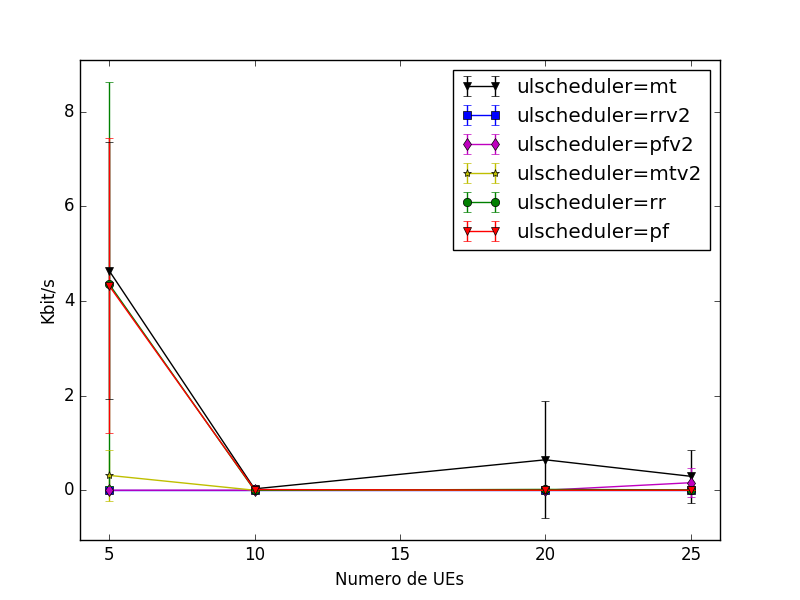 8
6
4
2
0
Kbit/s
ulscheduler=mt
ulscheduler=rrv2
ulscheduler=pfv2
ulscheduler=mtv2
ulscheduler=rr
ulscheduler=pf
5 10 15 20 25
Numero de UEs